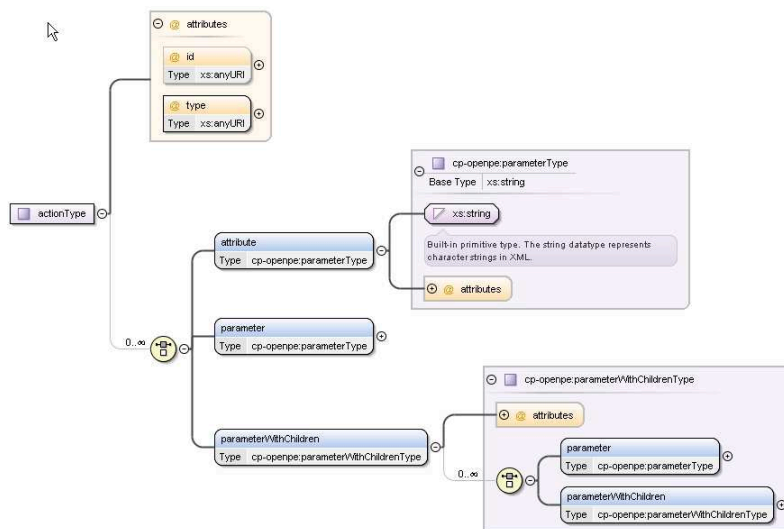 @ attributes
@ id
Type xs:anyURI
@ type
Type xs:anyURI
actionType
cp-openpe:parameterType
Base Type xs:string
xs:string
Built-in primitive type. The string datatype represents
character strings in XML.
@ attributes
attribute
Type cp-openpe:parameterType
0..∞
parameter
Type cp-openpe:parameterType
parameterWithChildren
Type cp-openpe:parameterWithChildrenType
cp-openpe:parameterWithChildrenType
@ attributes
0..∞
parameter
Type cp-openpe:parameterType
parameterWithChildren
Type cp-openpe:parameterWithChildrenType